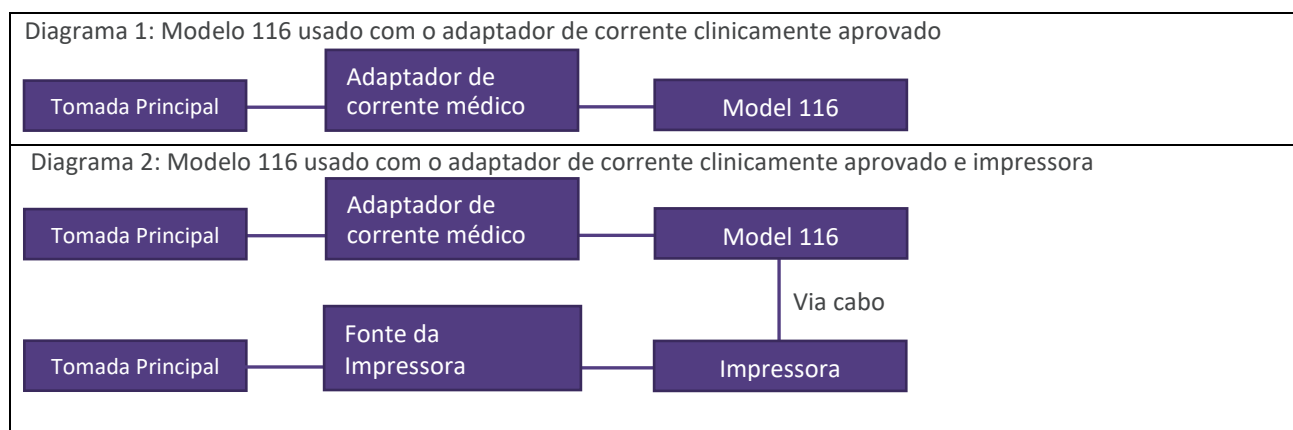 Diagrama 1: Modelo 116 usado com o adaptador de corrente clinicamente aprovado
Tomada Principal
Adaptador de
corrente médico
Model 116
Diagrama 2: Modelo 116 usado com o adaptador de corrente clinicamente aprovado e impressora
Tomada Principal
Adaptador de
corrente médico
Model 116
Via cabo
Tomada Principal
Fonte da
Impressora
Impressora